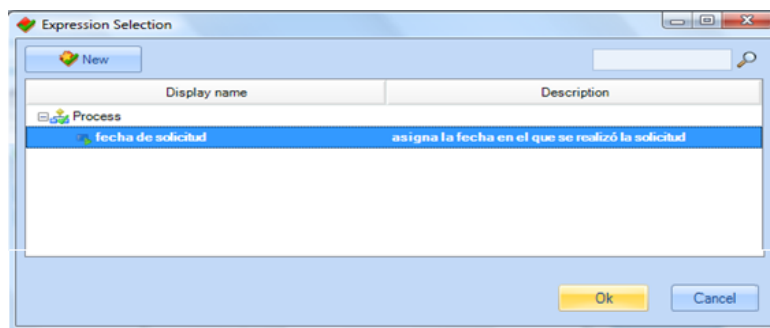 Expression Selection
New
Display name
Description
Process
fecha de solicitud
asigna la fecha en el que se realizó la solicitud
Ok
Cancel